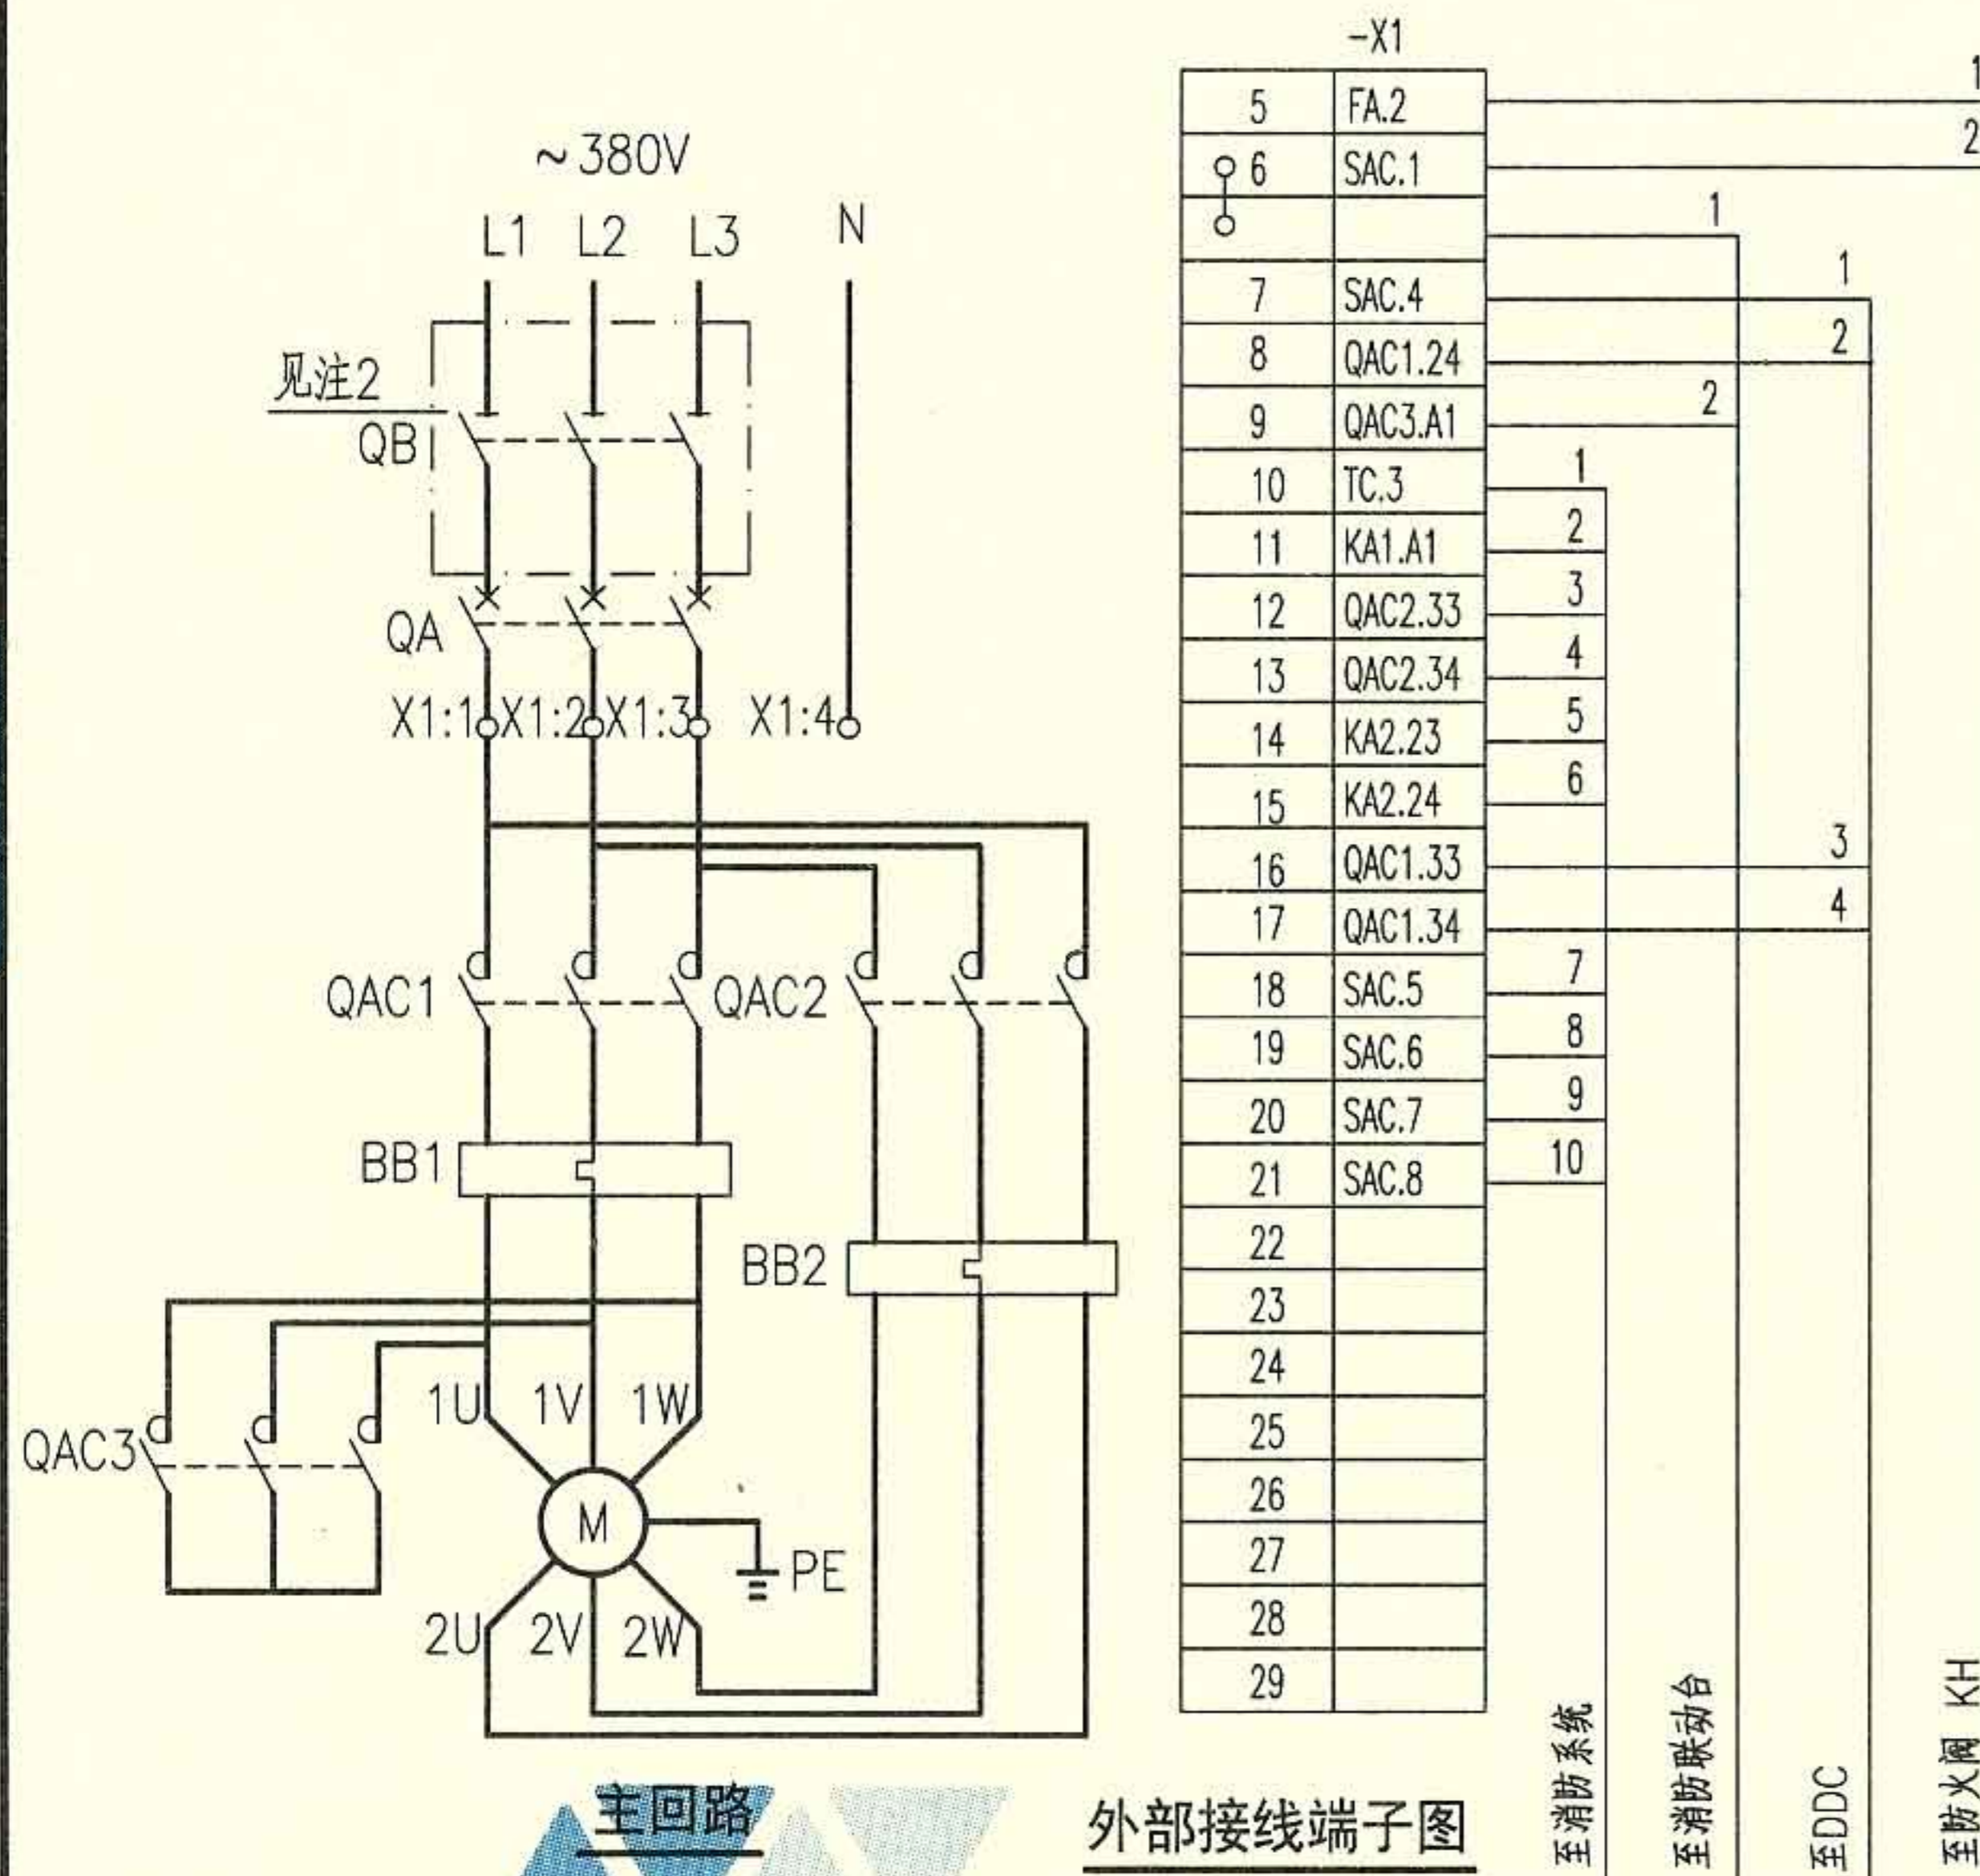 ~380V
L1 L2 L3 N
见注2
QB
QA
X1:1 X1:2 X1:3 X1:4
QAC1 QAC2
BB1
BB2
QAC3
1U 1V 1W
M
PE
2U 2V 2W
主回路
-X1
5 FA.2 1
6 SAC.1 2
1
7 SAC.4 1
8 QAC1.24 2
9 QAC3.A1 2
10 TC.3 1
11 KA1.A1 2
12 QAC2.33 3
13 QAC2.34 4
14 KA2.23 5
15 KA2.24 6
16 QAC1.33 3
17 QAC1.34 4
18 SAC.5 7
19 SAC.6 8
20 SAC.7 9
21 SAC.8 10
22
23
24
25
26
27
28
29
至消防系统
至消防联动台
至DDC
至防火阀 KH
外部接线端子图